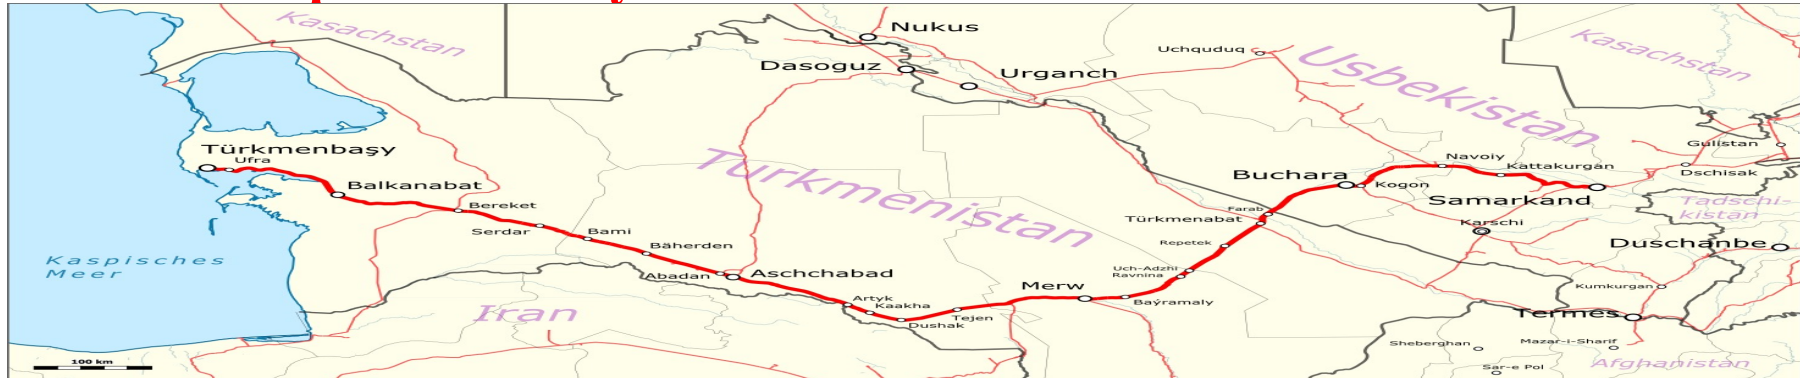 Kasachstan
Nukus
Dasoguz
Urganch
Uchquduq
Usbekistan
Kasachstan
Türkmenbaşy
Ufra
Balkanabat
Bereket
Serdar
Bami
Bäherden
Abadan
Aschchabad
Turkmenistan
Artyk
Kaakha
Dushak
Tejen
Merw
Baýramaly
Uch-Adzhi
Ravnina
Repetek
Türkmenabat
Farab
Buchara
Kogon
Navoiy
Kattakurgan
Samarkand
Karschi
Gulistan
Dschisak
Tadschi-
kistan
Duschanbe
Kumkurgan
Termes
Sheberghan
Mazar-i-Sharif
Sar-e Pol
Afghanistan
Kaspisches
Meer
Iran
100 km